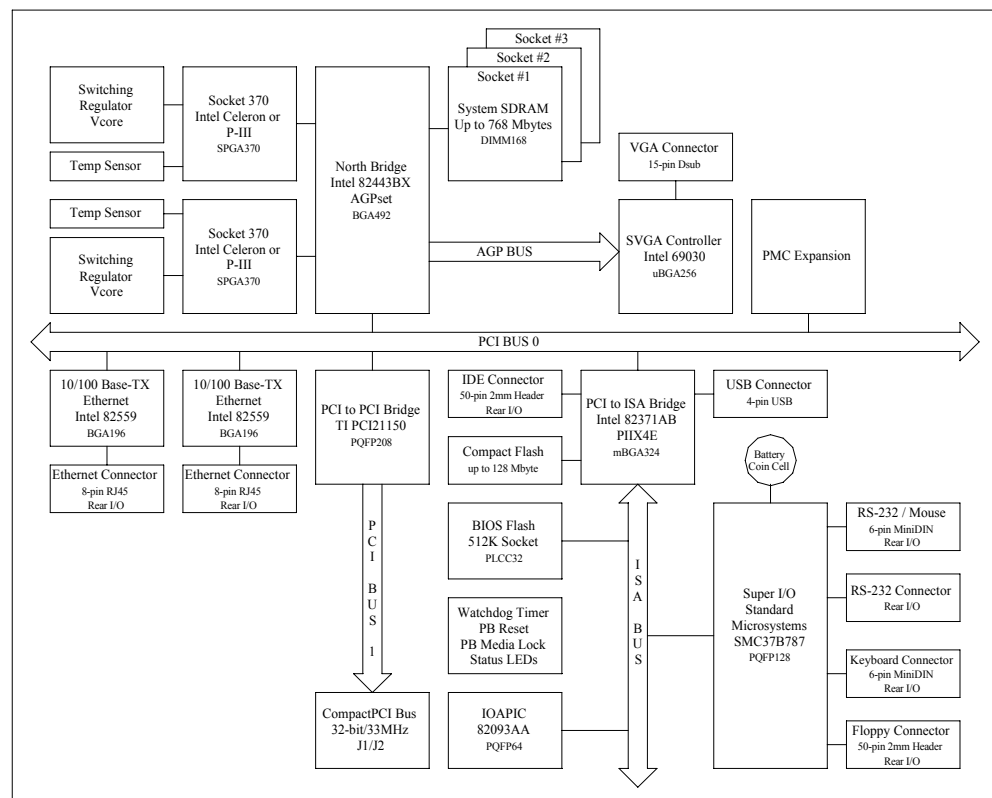 Socket #3
Socket #2
Socket #1
System SDRAM
Up to 768 Mbytes
DIMM168
Switching
Regulator
Vcore
Temp Sensor
Socket 370
Intel Celeron or
P-III
SPGA370
North Bridge
Intel 82443BX
AGPset
BGA492
Temp Sensor
Switching
Regulator
Vcore
Socket 370
Intel Celeron or
P-III
SPGA370
AGP BUS
VGA Connector
15-pin Dsub
SVGA Controller
Intel 69030
uBGA256
PMC Expansion
PCI BUS 0
10/100 Base-TX
Ethernet
Intel 82559
BGA196
Ethernet Connector
8-pin RJ45
Rear I/O
10/100 Base-TX
Ethernet
Intel 82559
BGA196
Ethernet Connector
8-pin RJ45
Rear I/O
PCI to PCI Bridge
TI PCI21150
PQFP208
PCI BUS 1
CompactPCI Bus
32-bit/33MHz
J1/J2
IDE Connector
50-pin 2mm Header
Rear I/O
Compact Flash
up to 128 Mbyte
PCI to ISA Bridge
Intel 82371AB
PIIX4E
mBGA324
USB Connector
4-pin USB
BIOS Flash
512K Socket
PLCC32
Watchdog Timer
PB Reset
PB Media Lock
Status LEDs
IOAPIC
82093AA
PQFP64
ISA BUS
Battery
Coin Cell
Super I/O
Standard
Microsystems
SMC37B787
PQFP128
RS-232 / Mouse
6-pin MiniDIN
Rear I/O
RS-232 Connector
Rear I/O
Keyboard Connector
6-pin MiniDIN
Rear I/O
Floppy Connector
50-pin 2mm Header
Rear I/O